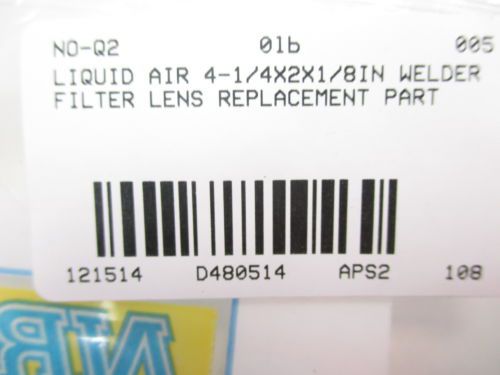 NO-Q2 01b 005
LIQUID AIR 4-1/4X2X1/8IN WELDER
FILTER LENS REPLACEMENT PART
121514 D480514 APS2 108